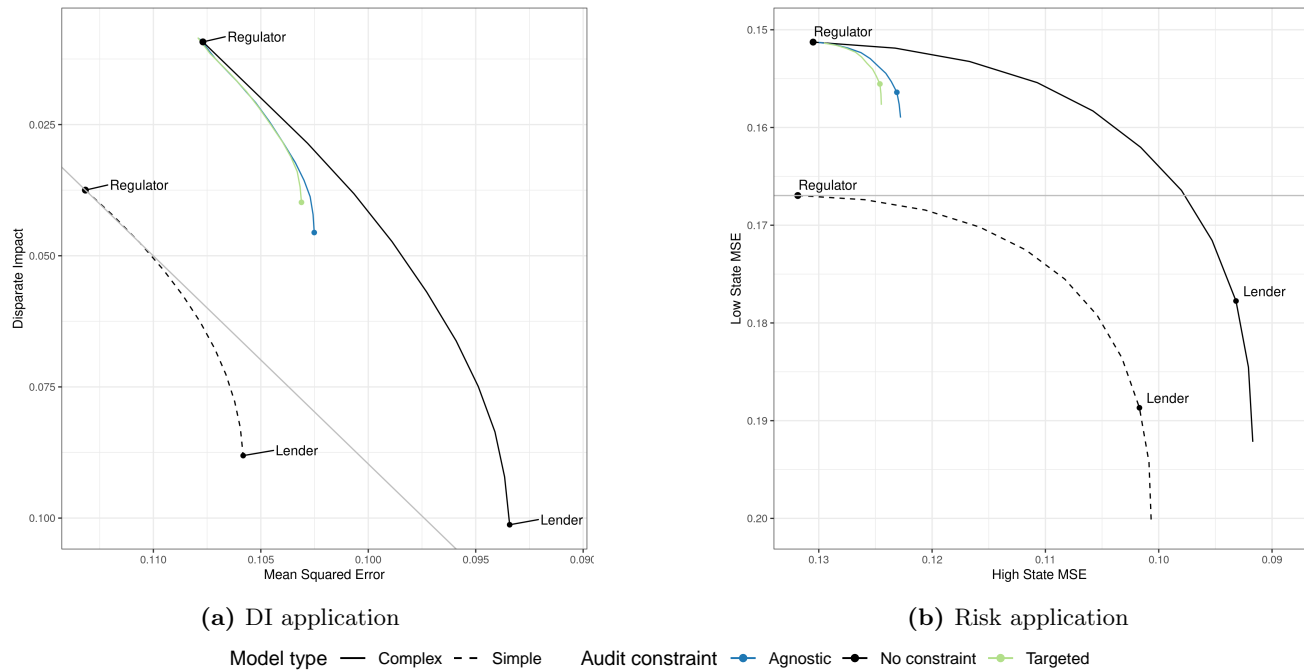 Regulator
Regulator
Lender
Lender
0.025
0.050
0.075
0.100
Disparate Impact
0.110
0.105
0.100
0.095
0.090
Mean Squared Error
(a) DI application
Regulator
Regulator
Lender
Lender
0.15
0.16
0.17
0.18
0.19
0.20
Low State MSE
0.13
0.12
0.11
0.10
0.09
High State MSE
(b) Risk application
Model type Complex Simple Audit constraint Agnostic No constraint Targeted